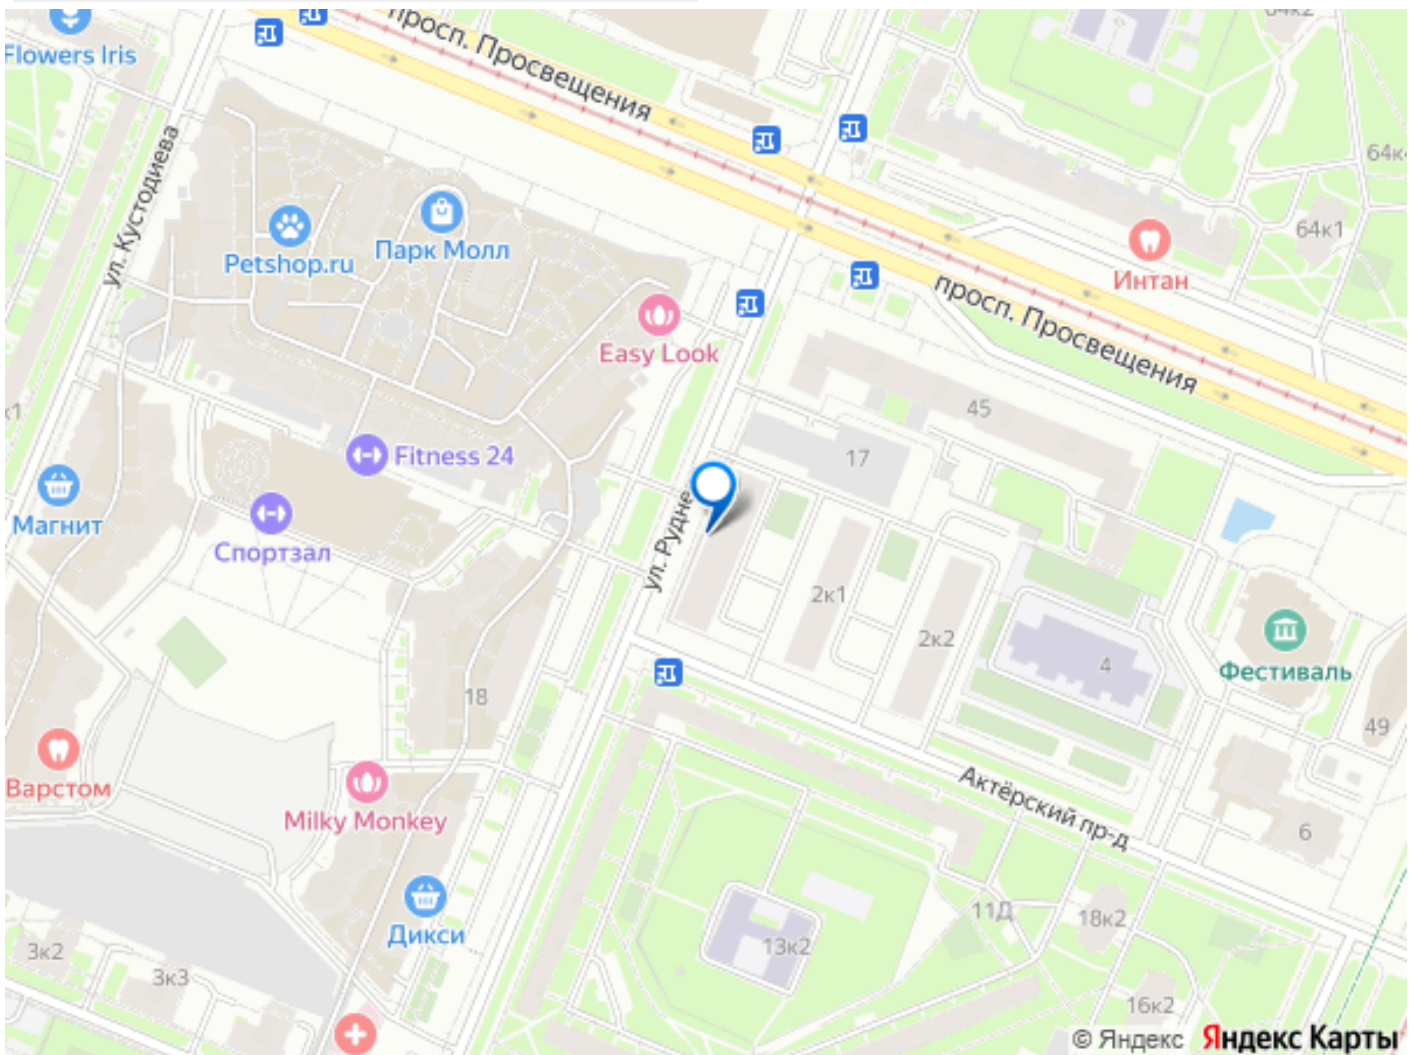 64к2
Flowers Iris
просп. Просвещения
ул. Кустодиева
64к1
Petshop.ru
Парк Молл
Интан
просп. Просвещения
Easy Look
45
Fitness 24
17
Магнит
Спортзал
ул. Рудне
2к1
2к2
4
Фестиваль
18
49
Варстом
Актёрский пр-д
Milky Monkey
6
11Д
18к2
Дикси
13к2
3к2
3к3
16к2
© Яндекс Яндекс Карты